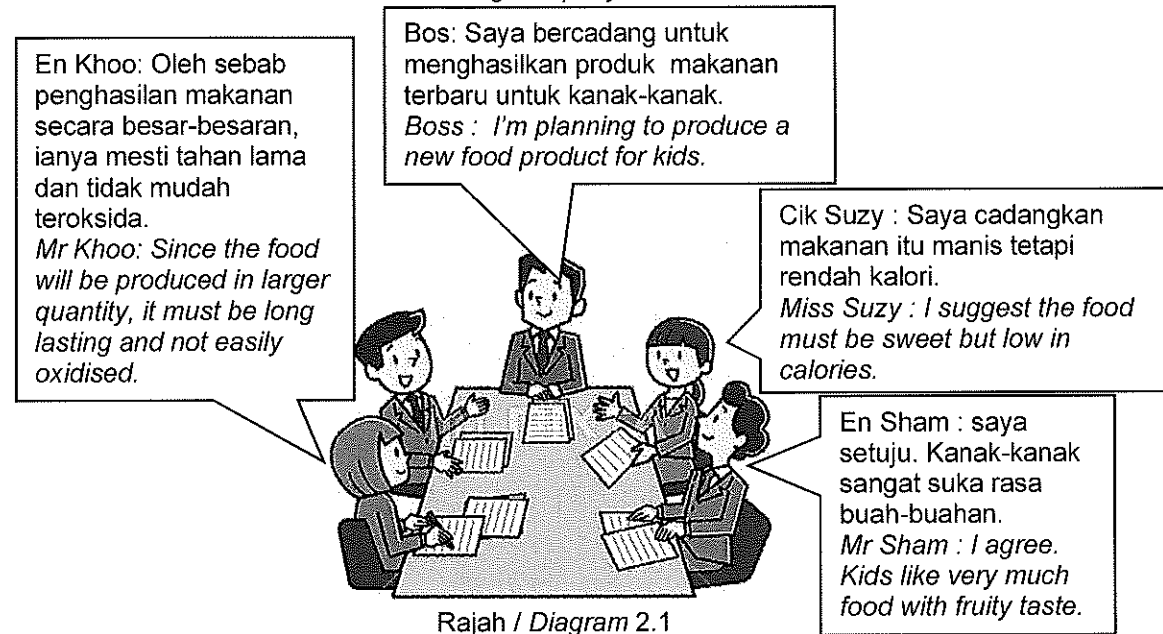 En Khoo: Oleh sebab
penghasilan makanan
secara besar-besaran,
ianya mesti tahan lama
dan tidak mudah
teroksida.
Mr Khoo: Since the food
will be produced in larger
quantity, it must be long
lasting and not easily
oxidised.
Bos: Saya bercadang untuk
menghasilkan produk makanan
terbaru untuk kanak-kanak.
Boss : I'm planning to produce a
new food product for kids.
Cik Suzy : Saya cadangkan
makanan itu manis tetapi
rendah kalori.
Miss Suzy : I suggest the food
must be sweet but low in
calories.
En Sham : saya
setuju. Kanak-kanak
sangat suka rasa
buah-buahan.
Mr Sham : I agree.
Kids like very much
food with fruity taste.
Rajah / Diagram 2.1